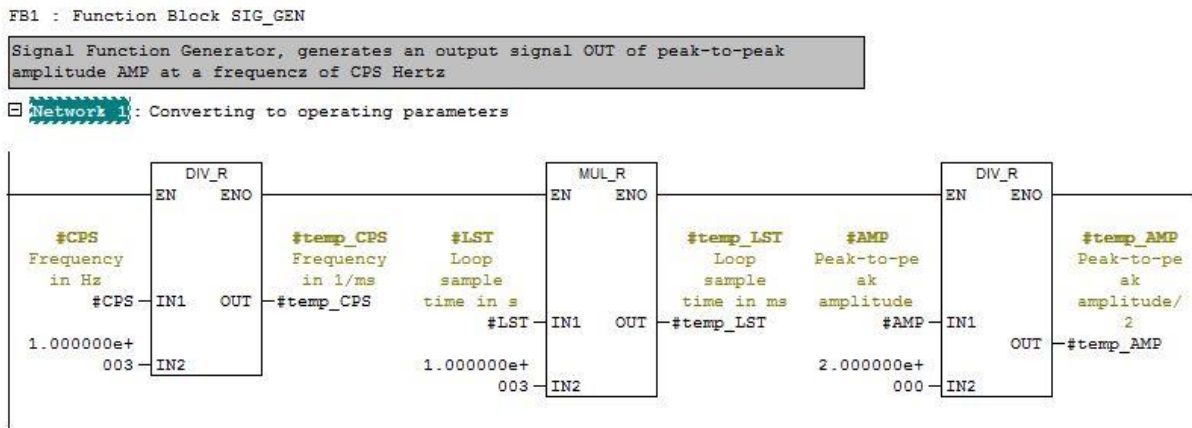 FB1 : Function Block SIG_GEN
Signal Function Generator, generates an output signal OUT of peak-to-peak
amplitude AMP at a frequencz of CPS Hertz
Network 1: Converting to operating parameters
DIV_R
EN ENO
#CPS
Frequency
in Hz
#CPS
IN1
OUT
#temp_CPS
Frequency
in 1/ms
#temp_CPS
1.000000e+
003
IN2
MUL_R
EN ENO
#LST
Loop
sample
time in s
#LST
IN1
OUT
#temp_LST
Loop
sample
time in ms
#temp_LST
1.000000e+
003
IN2
DIV_R
EN ENO
#AMP
Peak-to-pe
ak
amplitude
#AMP
IN1
OUT
#temp_AMP
Peak-to-pe
ak
amplitude/
2
#temp_AMP
2.000000e+
000
IN2